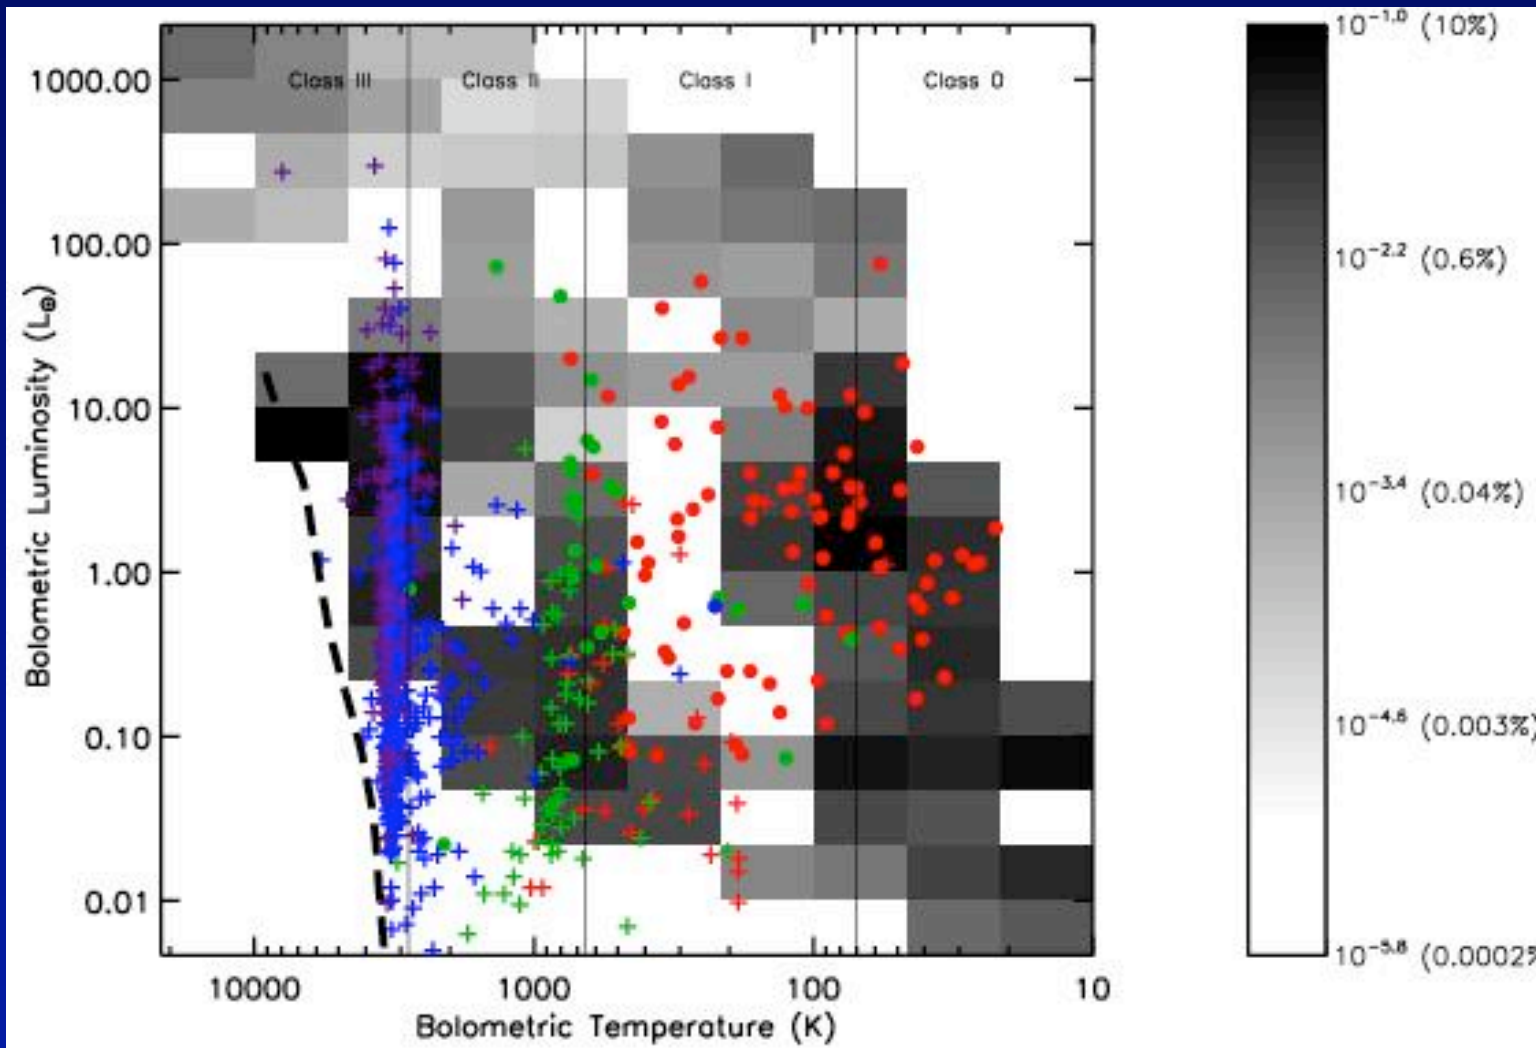 1000.00
100.00
10.00
1.00
0.10
0.01
Bolometric Luminosity (L⊙)
Class III
Class II
Class I
Class 0
10000
1000
100
10
Bolometric Temperature (K)
10^-1.0 (10%)
10^-2.2 (0.6%)
10^-3.4 (0.04%)
10^-4.6 (0.003%)
10^-5.8 (0.0002%